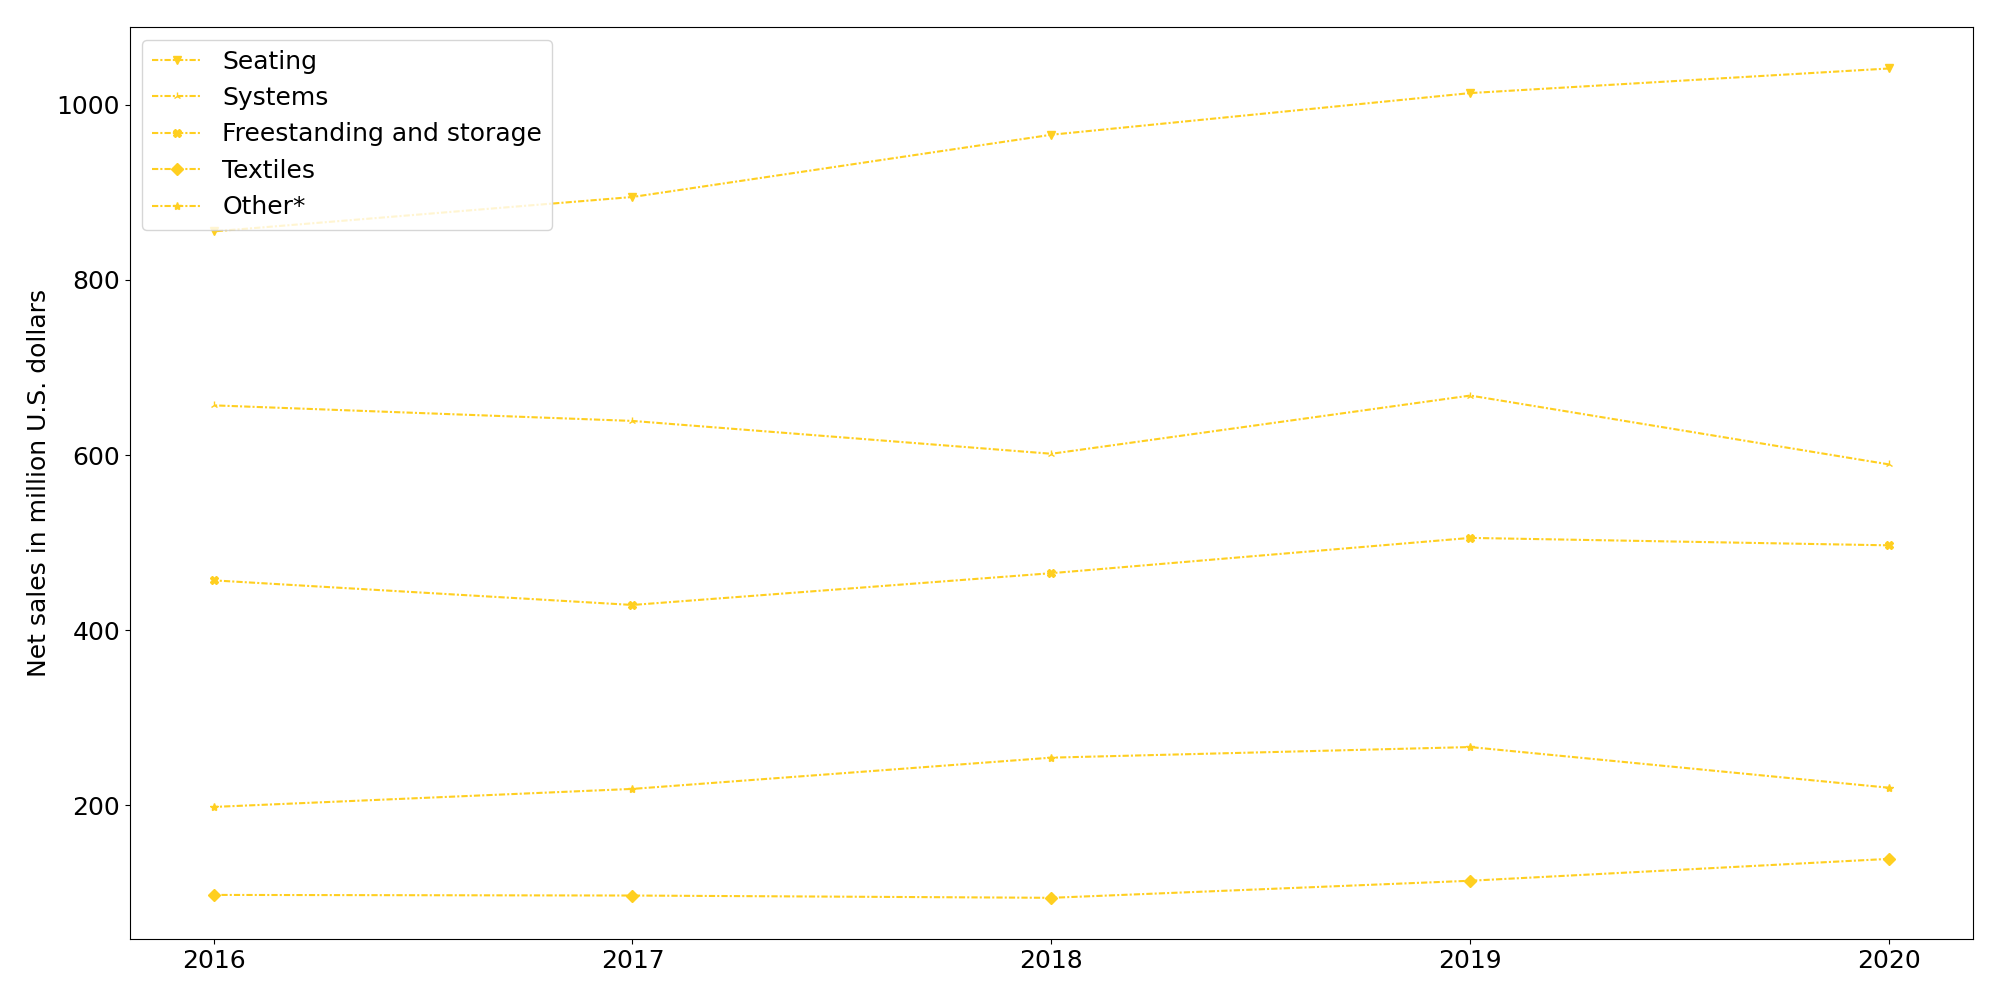 Seating
Systems
Freestanding and storage
Textiles
Other*
1000
800
600
400
200
Net sales in million U.S. dollars
2016 2017 2018 2019 2020